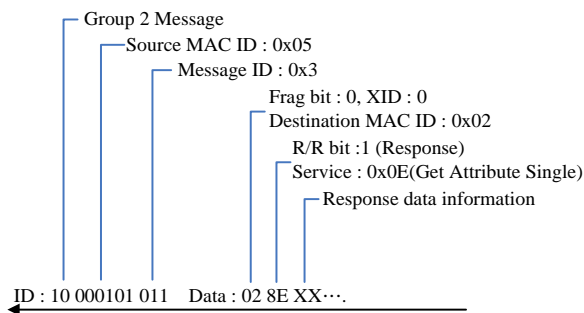 Group 2 Message
Source MAC ID : 0x05
Message ID : 0x3
Frag bit : 0, XID : 0
Destination MAC ID : 0x02
R/R bit :1 (Response)
Service : 0x0E(Get Attribute Single)
Response data information
ID : 10 000101 011 Data : 02 8E XX⋯.